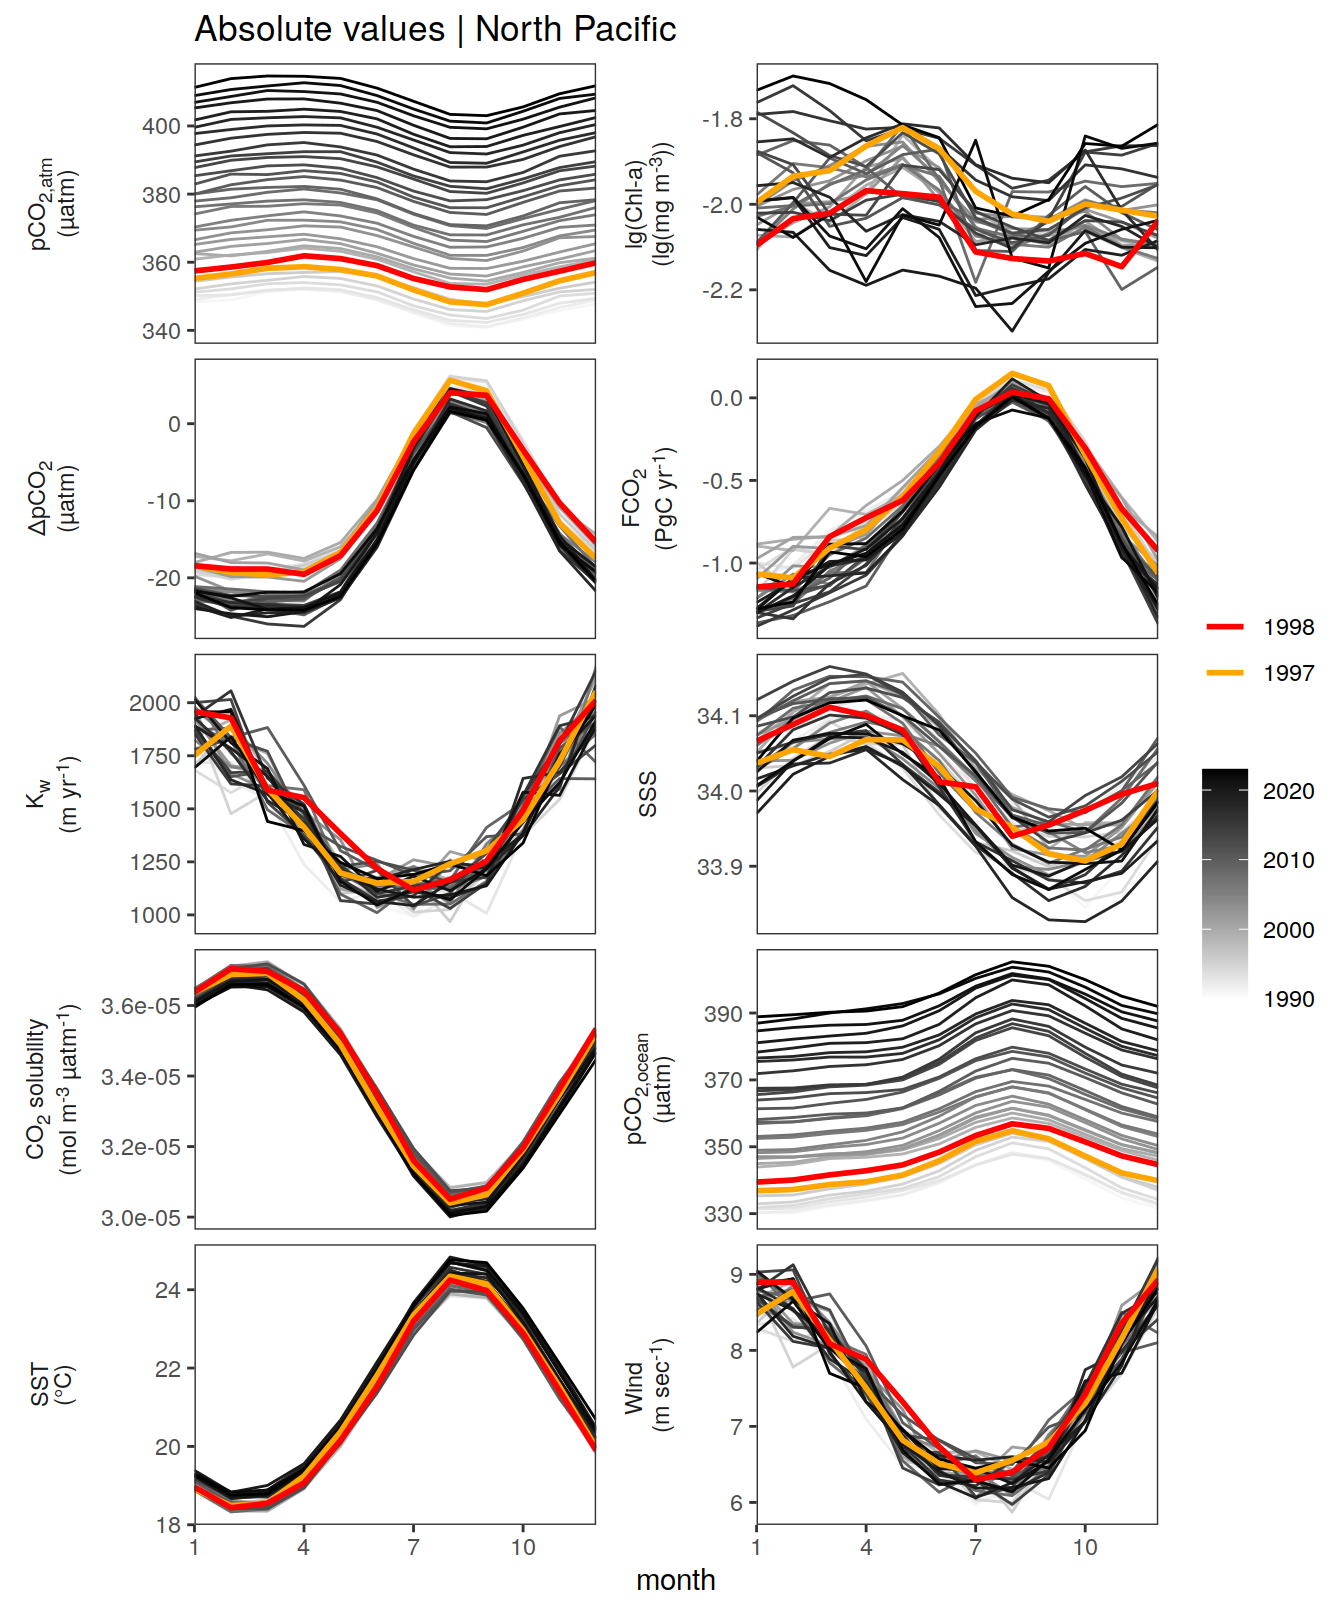 Absolute values | North Pacific
pCO2,atm
(µatm)
400
380
360
340
lg(Chl-a)
(lg(mg m-3))
-1.8
-2.0
-2.2
ΔpCO2
(µatm)
0
-10
-20
FCO2
(PgC yr-1)
0.0
-0.5
-1.0
Kw
(m yr-1)
2000
1750
1500
1250
1000
SSS
34.1
34.0
33.9
CO2 solubility
(mol m-3 µatm-1)
3.6e-05
3.4e-05
3.2e-05
3.0e-05
pCO2,ocean
(µatm)
390
370
350
330
SST
(°C)
24
22
20
18
1 4 7 10
Wind
(m sec-1)
9
8
7
6
1 4 7 10
month
1998
1997
2020
2010
2000
1990